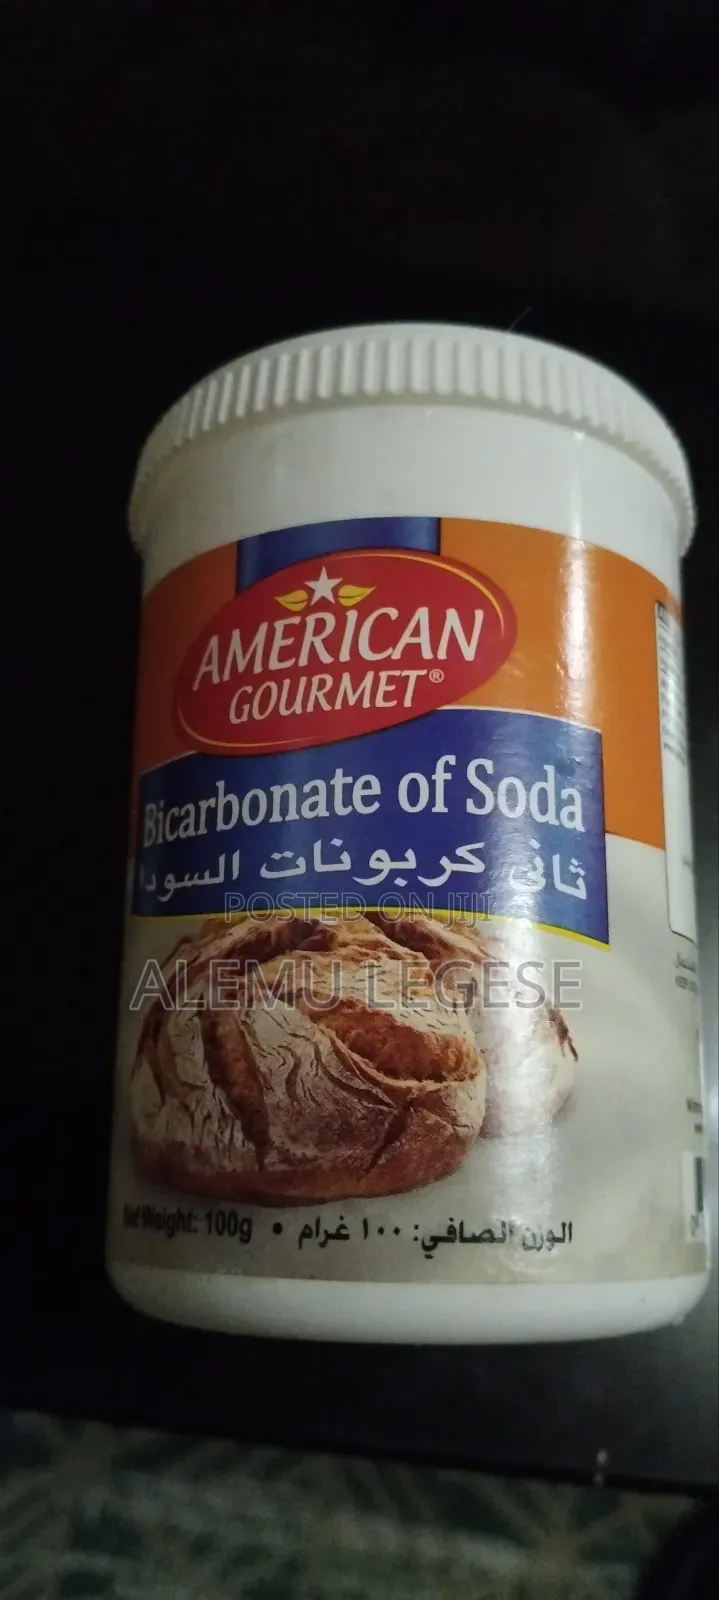 AMERICAN
GOURMET®
Bicarbonate of Soda
ثاني كربونات السودا
POSTED ON JIJI
ALEMU LEGESE
Net Weight: 100g • الوزن الصافي: ١٠٠ غرام